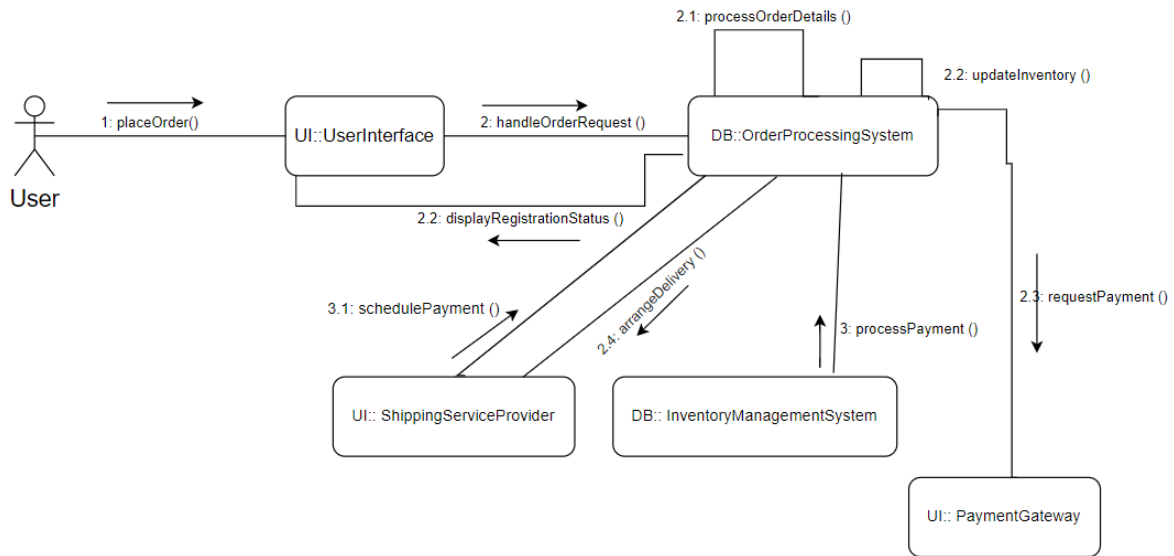 2.1: processOrderDetails ()
2.2: updateInventory ()
1: placeOrder()
UI::UserInterface
2: handleOrderRequest ()
DB::OrderProcessingSystem
User
2.2: displayRegistrationStatus ()
3.1: schedulePayment ()
2.4: arrangeDelivery ()
3: processPayment ()
2.3: requestPayment ()
UI:: ShippingServiceProvider
DB:: InventoryManagementSystem
UI:: PaymentGateway